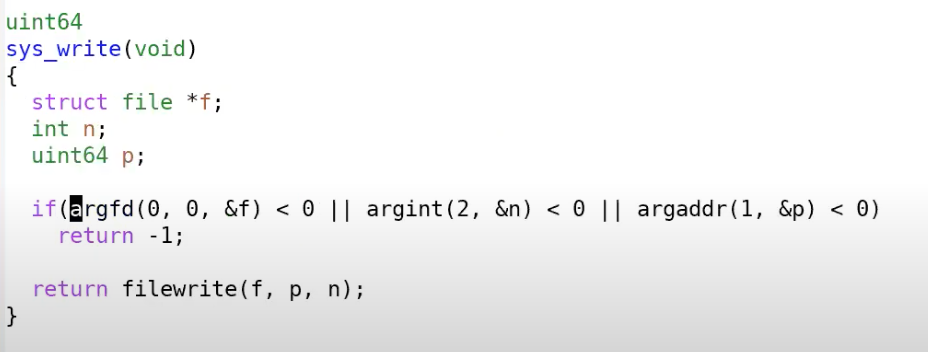 uint64
sys_write(void)
{
  struct file *f;
  int n;
  uint64 p;

  if(argfd(0, 0, &f) < 0 || argint(2, &n) < 0 || argaddr(1, &p) < 0)
    return -1;

  return filewrite(f, p, n);
}